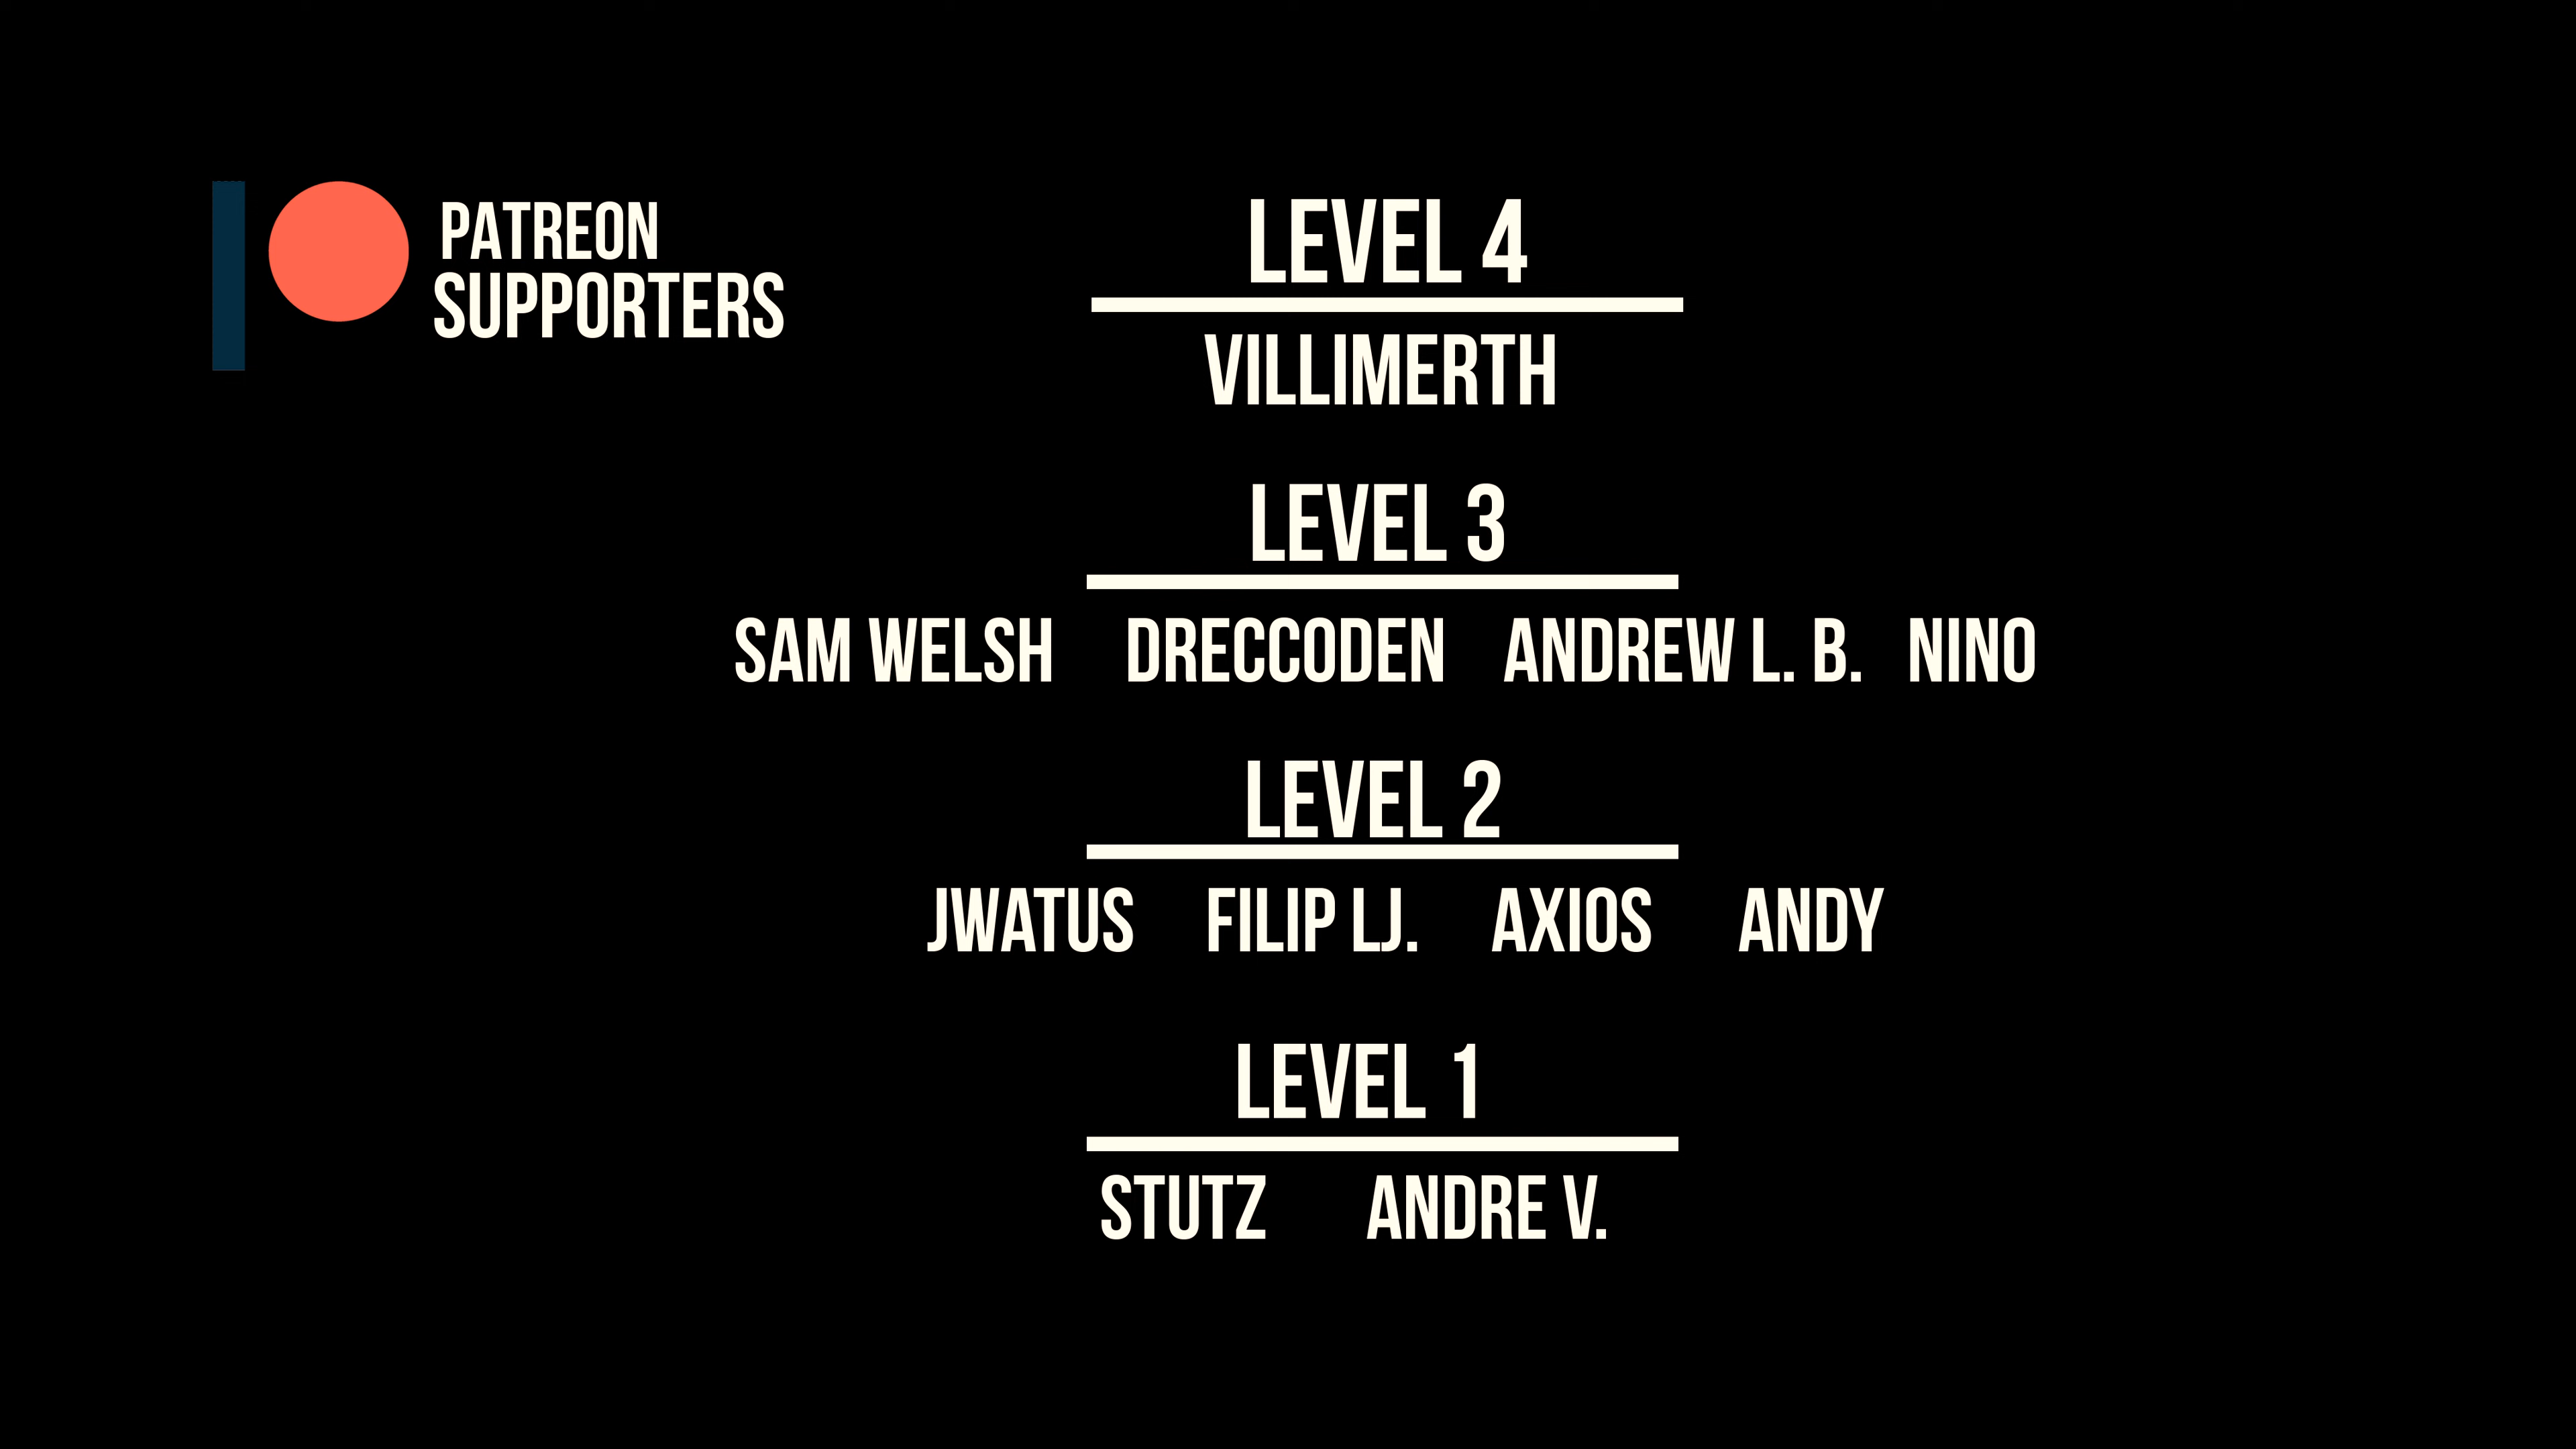 PATREON
SUPPORTERS
LEVEL 4
VILLIMERTH
LEVEL 3
SAM WELSH DRECCODEN ANDREW L. B. NINO
LEVEL 2
JWATUS FILIP LJ. AXIOS ANDY
LEVEL 1
STUTZ ANDRE V.